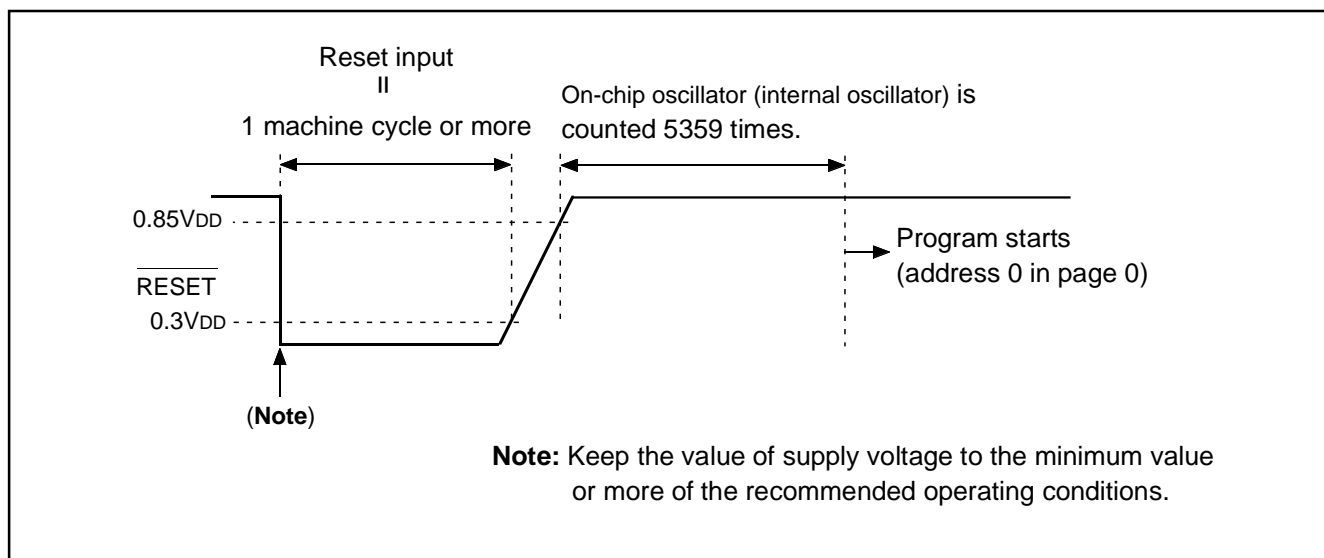 Reset input
=
1 machine cycle or more
On-chip oscillator (internal oscillator) is
counted 5359 times.
0.85VDD
RESET
0.3VDD
Program starts
(address 0 in page 0)
(Note)
Note: Keep the value of supply voltage to the minimum value
or more of the recommended operating conditions.